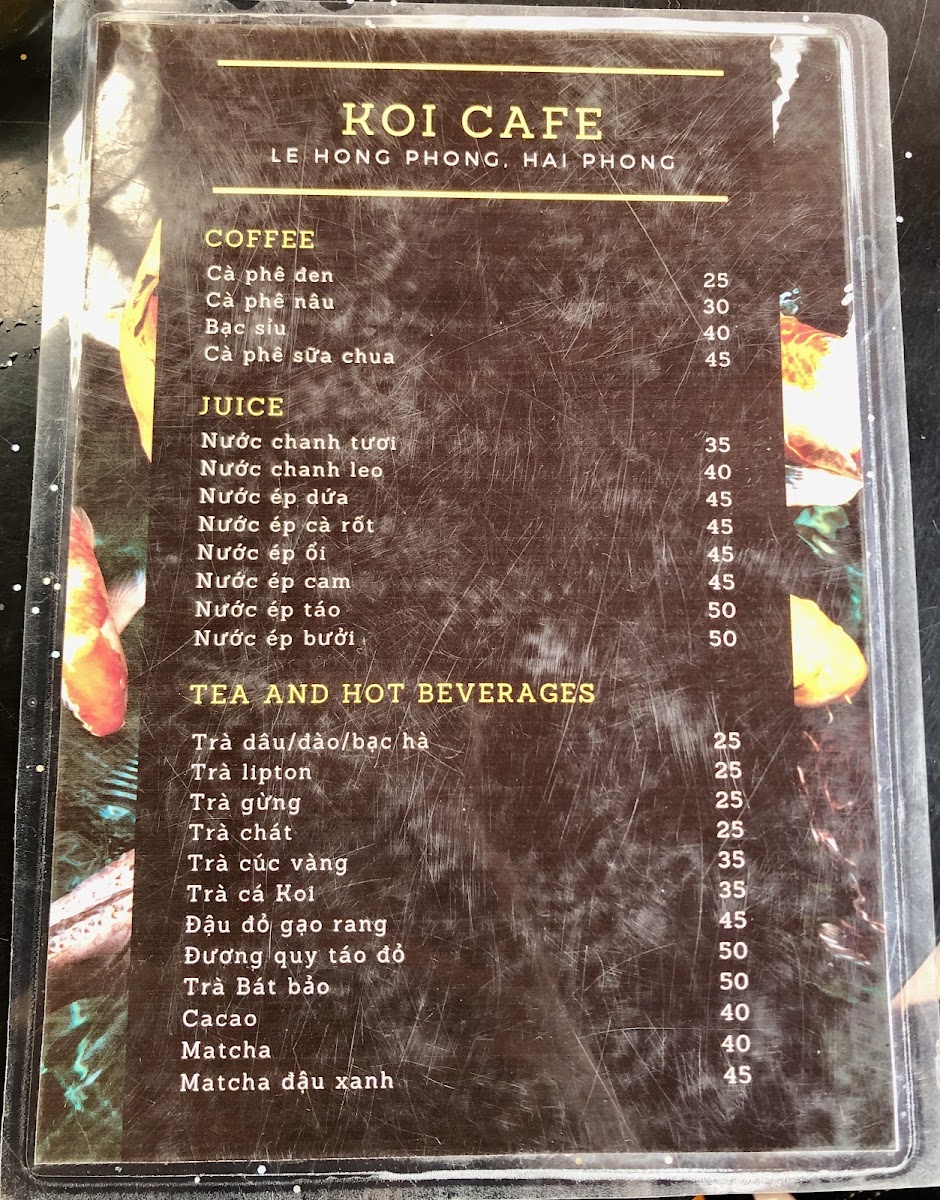 KOI CAFE
LE HONG PHONG, HAI PHONG
COFFEE
Cà phê đen 25
Cà phê nâu 30
Bạc sỉu 40
Cà phê sữa chua 45
JUICE
Nước chanh tươi 35
Nước chanh leo 40
Nước ép dứa 45
Nước ép cà rốt 45
Nước ép ổi 45
Nước ép cam 45
Nước ép táo 50
Nước ép bưởi 50
TEA AND HOT BEVERAGES
Trà dâu/đào/bạc hà 25
Trà lipton 25
Trà gừng 25
Trà chát 25
Trà cúc vàng 35
Trà cá Koi 35
Đậu đỏ gạo rang 45
Đương quy táo đỏ 50
Trà Bát bảo 50
Cacao 40
Matcha 40
Matcha đậu xanh 45